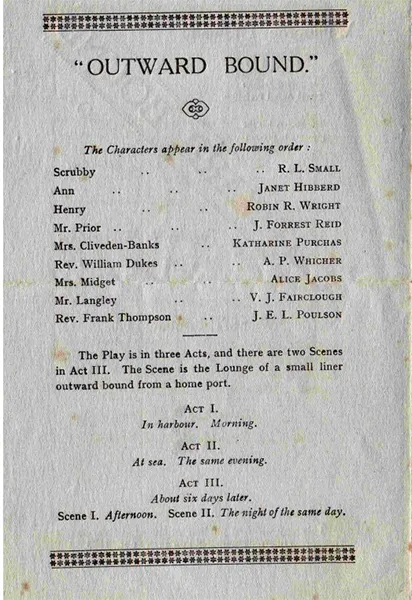 "OUTWARD BOUND."
The Characters appear in the following order :
Scrubby .. .. .. R. L. SMALL
Ann .. .. .. JANET HIBBERD
Henry .. .. ROBIN R. WRIGHT
Mr. Prior .. .. .. J. FORREST REID
Mrs. Cliveden-Banks .. KATHARINE PURCHAS
Rev. William Dukes .. .. A. P. WHICHER
Mrs. Midget .. .. ALICE JACOBS
Mr. Langley .. .. V. J. FAIRCLOUGH
Rev. Frank Thompson .. J. E. L. POULSON
The Play is in three Acts, and there are two Scenes
in Act III. The Scene is the Lounge of a small liner
outward bound from a home port.
ACT I.
In harbour. Morning.
ACT II.
At sea. The same evening.
ACT III.
About six days later.
Scene I. Afternoon. Scene II. The night of the same day.